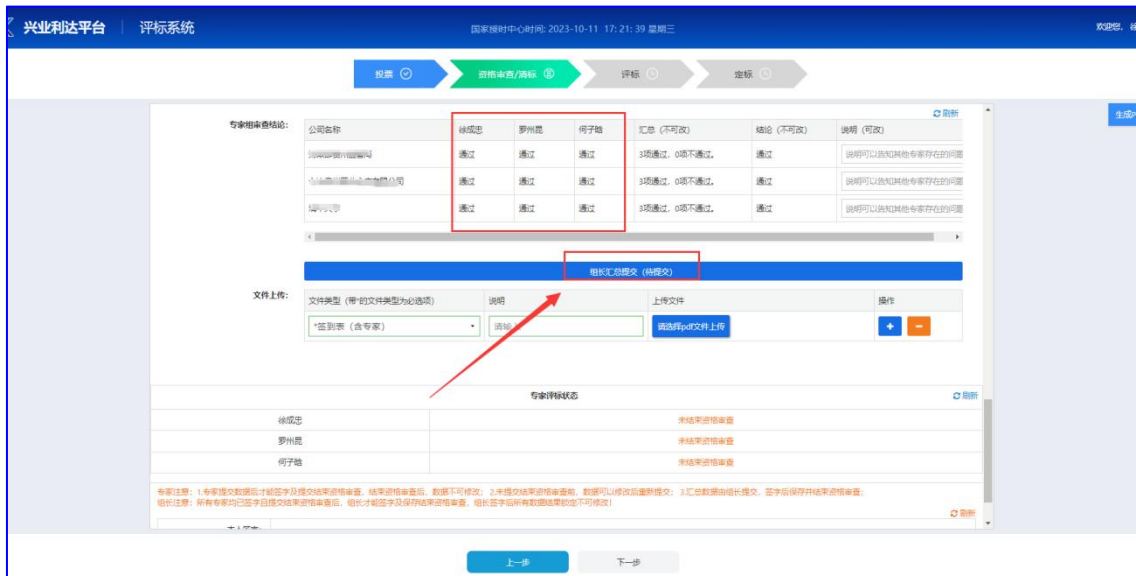 兴业利达平台 评标系统 国家授时中心时间: 2023-10-11 17:21:39 星期三 欢迎您,
投票 资格审查/清标 评标 定标
刷新
生成P
专家组审查结论: 公司名称 徐成忠 罗州昆 何子晗 汇总（不可改） 结论（不可改） 说明（可改）
通过 通过 通过 3项通过，0项不通过。 通过 说明可以告知其他专家存在的问题
通过 通过 通过 3项通过，0项不通过。 通过 说明可以告知其他专家存在的问题
通过 通过 通过 3项通过，0项不通过。 通过 说明可以告知其他专家存在的问题
组长汇总提交（待提交）
文件上传: 文件类型（带*的文件类型为必选项） 说明 上传文件 操作
*签到表（含专家） 请输 请选择pdf文件上传
专家评标状态 刷新
徐成忠 未结束资格审查
罗州昆 未结束资格审查
何子晗 未结束资格审查
专家注意：1.专家提交数据后才能签字及提交结束资格审查，结束资格审查后，数据不可修改；2.未提交结束资格审查前，数据可以修改后重新提交；3.汇总数据由组长提交，签字后保存并结束资格审查；
组长注意：所有专家均已签字且提交结束资格审查后，组长才能签字及保存结束资格审查，组长签字后所有数据结果锁定不可修改！
刷新
上一步 下一步